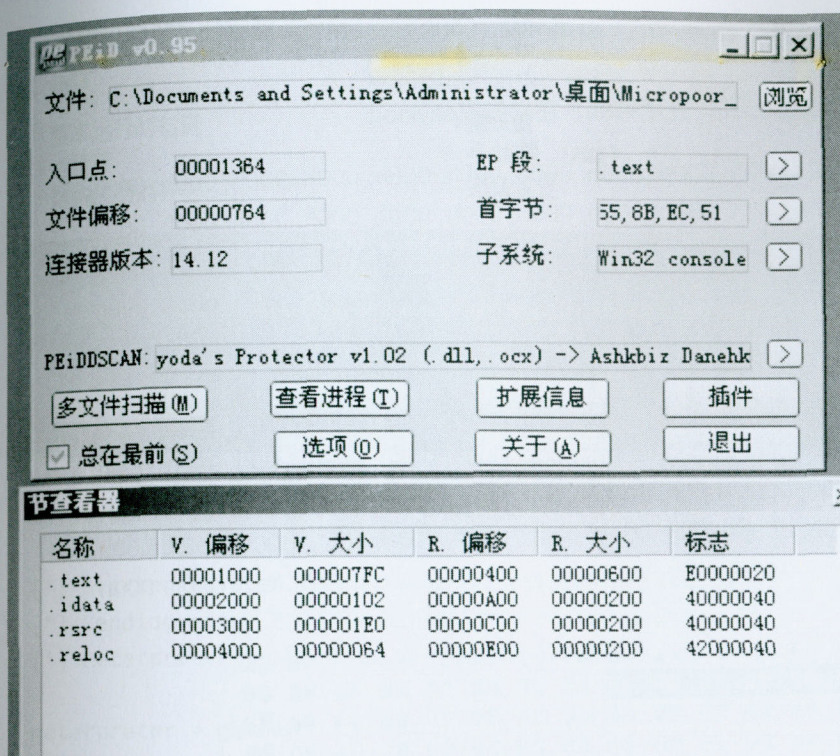 PEiD v0.95
文件: C:\Documents and Settings\Administrator\桌面\Micropoor_ 浏览
入口点: 00001364 EP 段: .text >
文件偏移: 00000764 首字节: 55,8B,EC,51 >
连接器版本: 14.12 子系统: Win32 console >
PEiDDSCAN: yoda's Protector v1.02 (.dll,.ocx) -> Ashkbiz Danehk >
多文件扫描(M) 查看进程(T) 扩展信息 插件
总在最前(S) 选项(O) 关于(A) 退出
节查看器
名称 V. 偏移 V. 大小 R. 偏移 R. 大小 标志
.text 00001000 000007FC 00000400 00000600 E0000020
.idata 00002000 00000102 00000A00 00000200 40000040
.rsrc 00003000 000001E0 00000C00 00000200 40000040
.reloc 00004000 00000064 00000E00 00000200 42000040